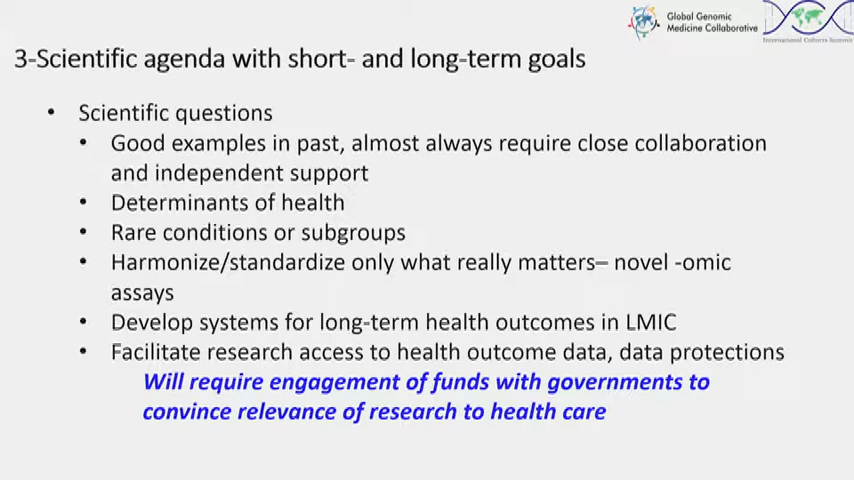 Global Genomic
Medicine Collaborative
International Cohorts Summit
3-Scientific agenda with short- and long-term goals
• Scientific questions
• Good examples in past, almost always require close collaboration
and independent support
• Determinants of health
• Rare conditions or subgroups
• Harmonize/standardize only what really matters– novel -omic
assays
• Develop systems for long-term health outcomes in LMIC
• Facilitate research access to health outcome data, data protections
Will require engagement of funds with governments to
convince relevance of research to health care